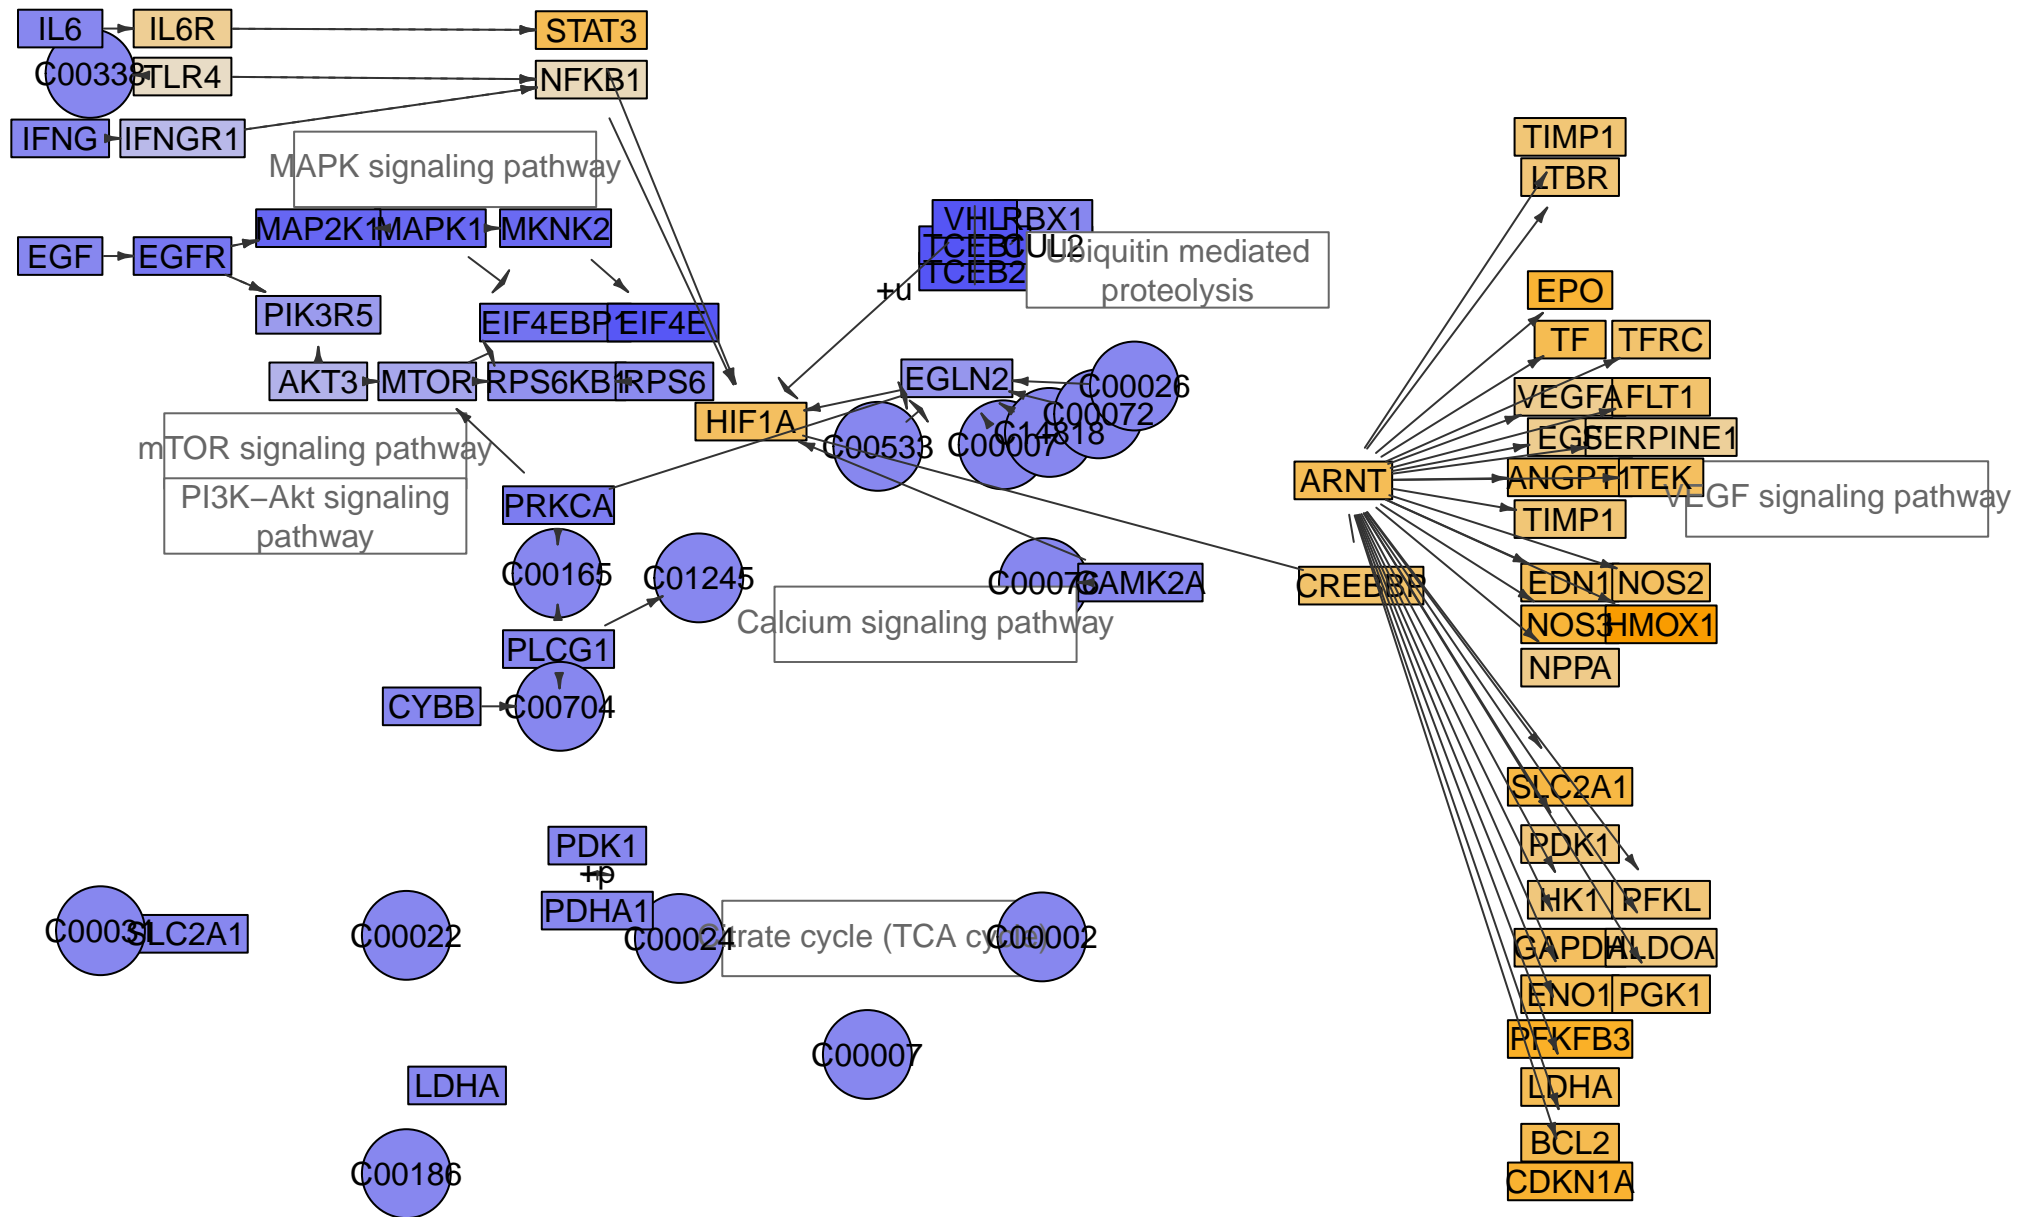 IL6
IL6R
STAT3
C00338
TLR4
NFKB1
IFNG
IFNGR1
MAPK signaling pathway
TIMP1
LTBR
MAP2K1
MAPK1
MKNK2
VHL
RBX1
TCEB1
CUL2
TCEB2
Ubiquitin mediated
proteolysis
+u
EGF
EGFR
PIK3R5
EIF4EBP1
EIF4E
EPO
TF
TFRC
AKT3
MTOR
RPS6KB1
RPS6
EGLN2
C00026
C00072
C14818
C00007
C00533
HIF1A
VEGFA
FLT1
EGF
SERPINE1
mTOR signaling pathway
PI3K–Akt signaling
pathway
PRKCA
ARNT
ANGPT1
TEK
VEGF signaling pathway
TIMP1
C00165
C01245
C00076
CAMK2A
CREBBP
EDN1
NOS2
Calcium signaling pathway
NOS3
HMOX1
PLCG1
NPPA
CYBB
C00704
SLC2A1
PDK1
+p
PDHA1
PDK1
HK1
PFKL
C00031
SLC2A1
C00022
C00024
Citrate cycle (TCA cycle)
C00002
GAPDH
ALDOA
ENO1
PGK1
C00007
PFKFB3
LDHA
LDHA
BCL2
C00186
CDKN1A